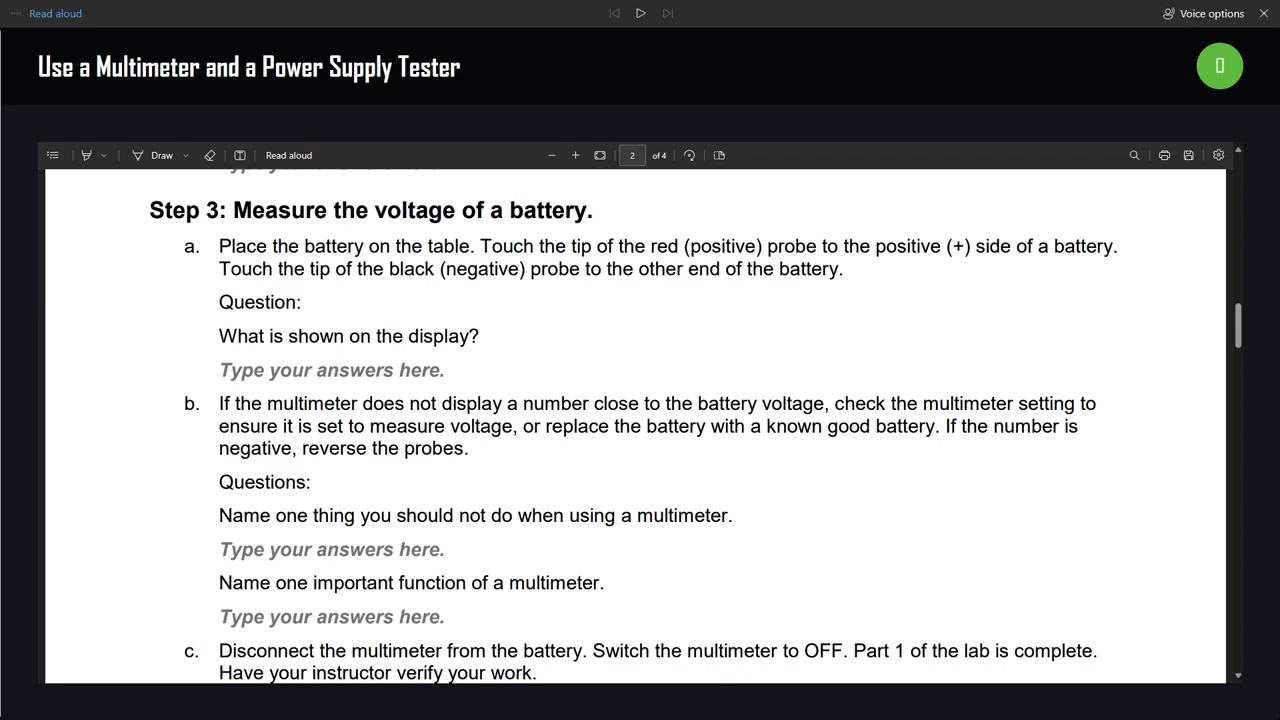 Read aloud
Voice options
Use a Multimeter and a Power Supply Tester
Draw
Read aloud
2 of 4
Step 3: Measure the voltage of a battery.
a. Place the battery on the table. Touch the tip of the red (positive) probe to the positive (+) side of a battery.
Touch the tip of the black (negative) probe to the other end of the battery.
Question:
What is shown on the display?
Type your answers here.
b. If the multimeter does not display a number close to the battery voltage, check the multimeter setting to
ensure it is set to measure voltage, or replace the battery with a known good battery. If the number is
negative, reverse the probes.
Questions:
Name one thing you should not do when using a multimeter.
Type your answers here.
Name one important function of a multimeter.
Type your answers here.
c. Disconnect the multimeter from the battery. Switch the multimeter to OFF. Part 1 of the lab is complete.
Have your instructor verify your work.